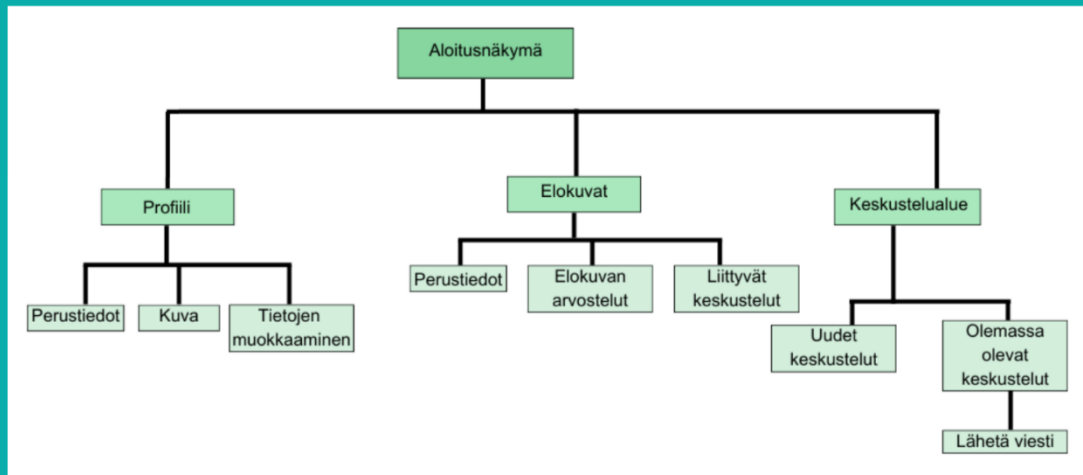 Aloitusnäkymä
Profiili
Elokuvat
Keskustelualue
Perustiedot
Kuva
Tietojen
muokkaaminen
Perustiedot
Elokuvan
arvostelut
Liittyvät
keskustelut
Uudet
keskustelut
Olemassa
olevat
keskustelut
Lähetä viesti